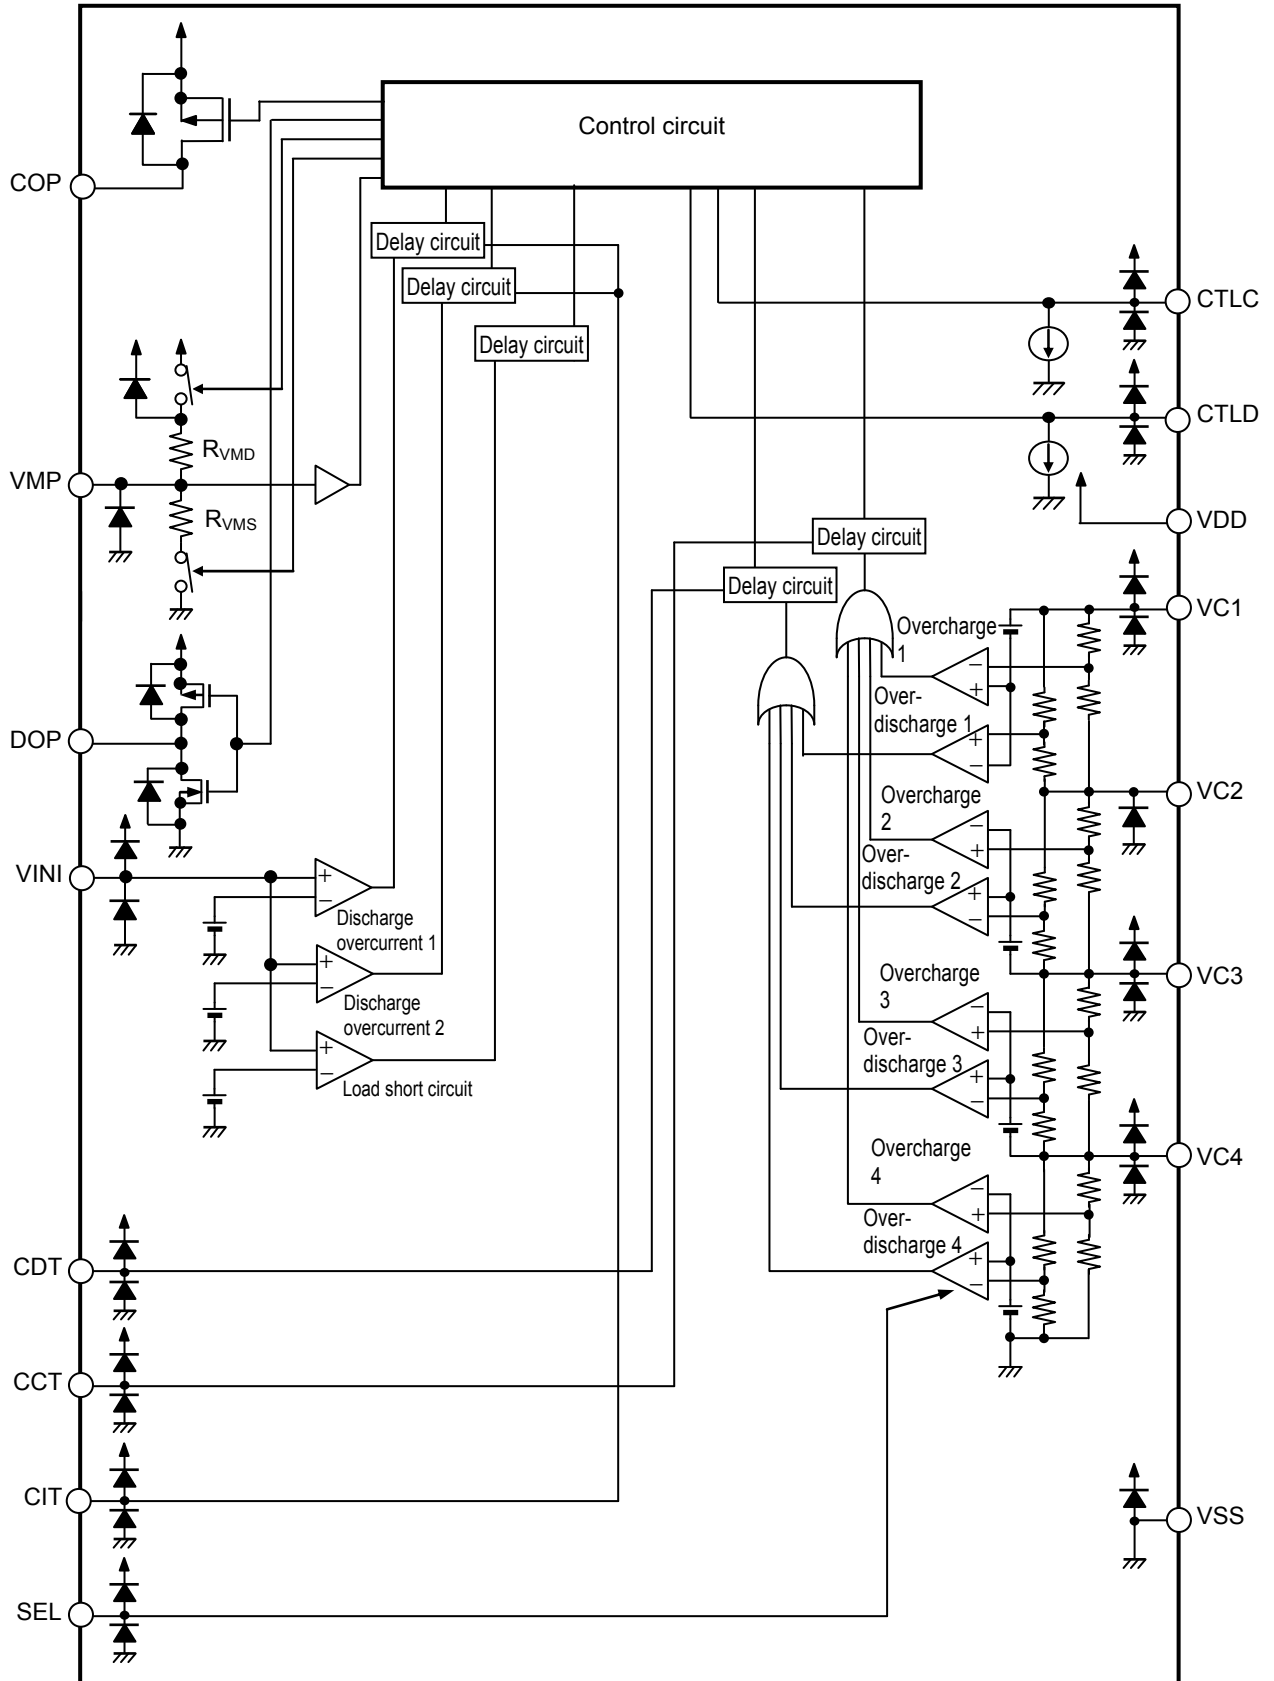 Control circuit
COP
Delay circuit
Delay circuit
Delay circuit
CTLC
CTLD
RVMD
VMP
RVMS
VDD
Delay circuit
Delay circuit
VC1
Overcharge
1
Over-
discharge 1
DOP
VC2
Overcharge
2
Over-
discharge 2
VINI
+
−
Discharge
overcurrent 1
+
−
Discharge
overcurrent 2
+
−
Load short circuit
−
+
+
−
−
+
+
−
VC3
Overcharge
3
Over-
discharge 3
−
+
+
−
VC4
Overcharge
4
Over-
discharge 4
−
+
+
−
CDT
CCT
CIT
VSS
SEL